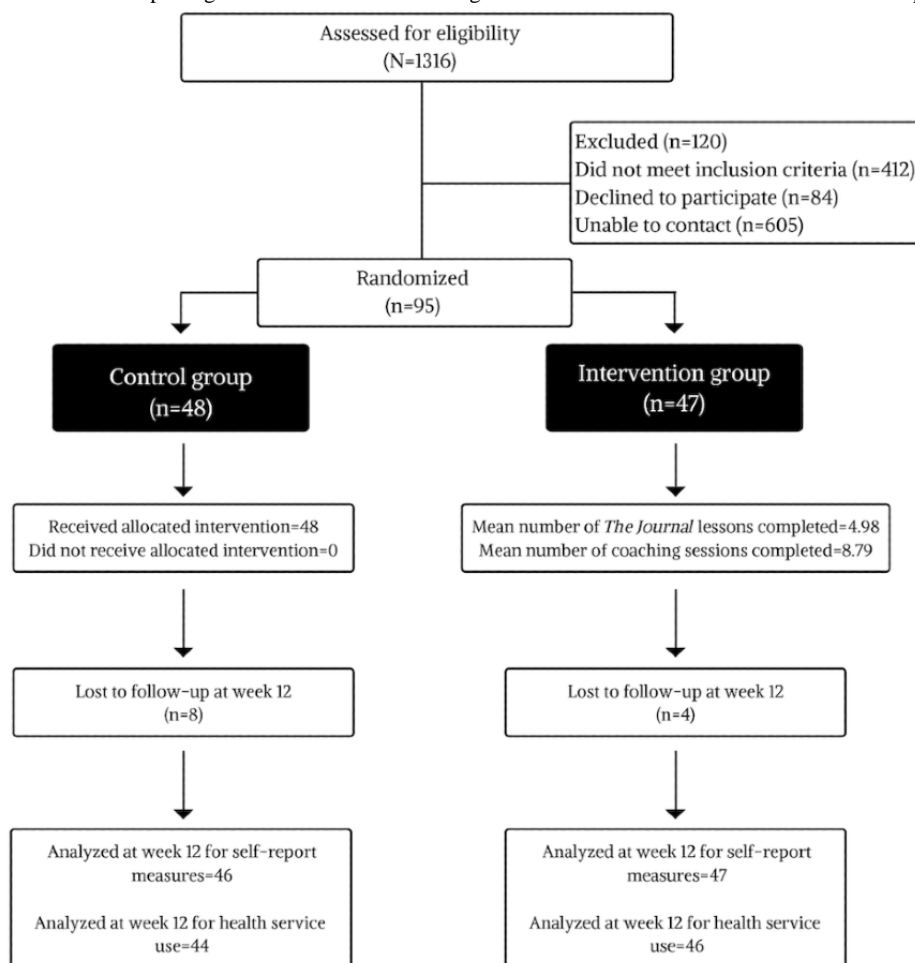 Assessed for eligibility
(N=1316)
Excluded (n=120)
Did not meet inclusion criteria (n=412)
Declined to participate (n=84)
Unable to contact (n=605)
Randomized
(n=95)
Control group
(n=48)
Intervention group
(n=47)
Received allocated intervention=48
Did not receive allocated intervention=0
Mean number of The Journal lessons completed=4.98
Mean number of coaching sessions completed=8.79
Lost to follow-up at week 12
(n=8)
Lost to follow-up at week 12
(n=4)
Analyzed at week 12 for self-report
measures=46
Analyzed at week 12 for health service
use=44
Analyzed at week 12 for self-report
measures=47
Analyzed at week 12 for health service
use=46